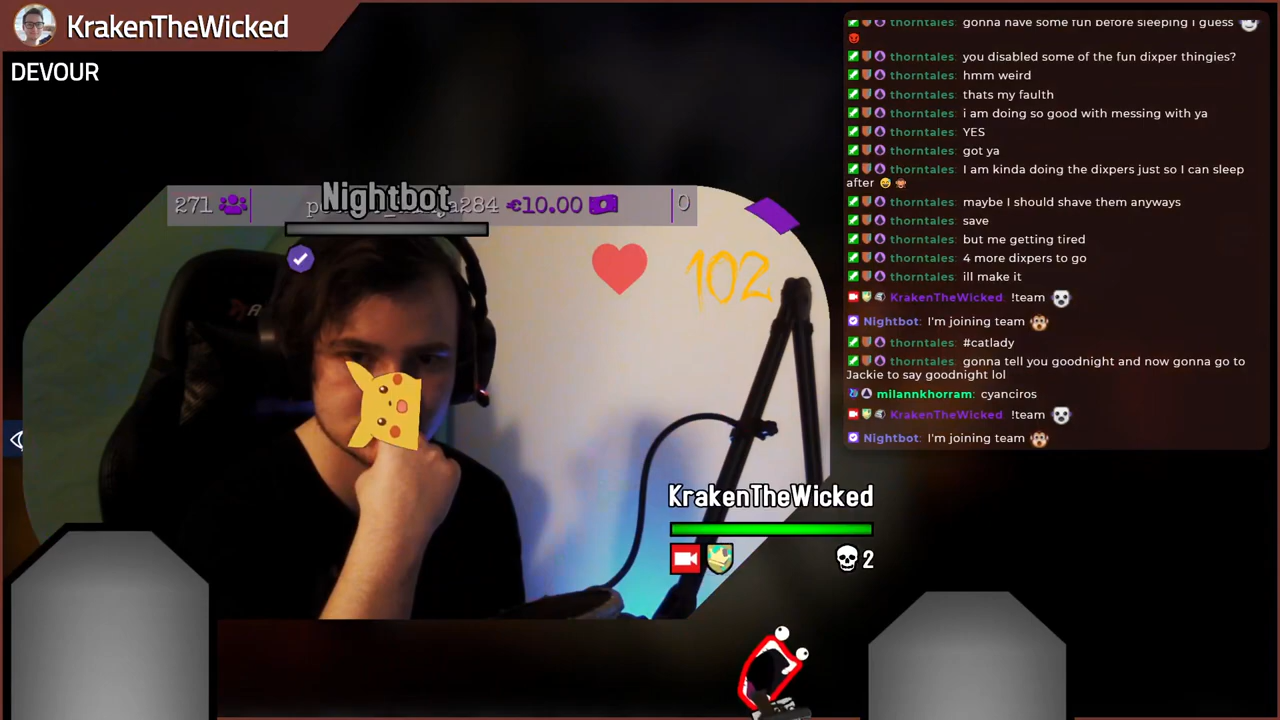 KrakenTheWicked
DEVOUR
271
Nightbot
284 €10.00
0
102
KrakenTheWicked
2
thorntales: gonna have some fun before sleeping I guess
thorntales: you disabled some of the fun dixper thingies?
thorntales: hmm weird
thorntales: thats my faulth
thorntales: i am doing so good with messing with ya
thorntales: YES
thorntales: got ya
thorntales: I am kinda doing the dixpers just so I can sleep
after
thorntales: maybe I should shave them anyways
thorntales: save
thorntales: but me getting tired
thorntales: 4 more dixpers to go
thorntales: ill make it
KrakenTheWicked: !team
Nightbot: I'm joining team
thorntales: #catlady
thorntales: gonna tell you goodnight and now gonna go to
Jackie to say goodnight lol
milannkhorram: cyanciros
KrakenTheWicked: !team
Nightbot: I'm joining team